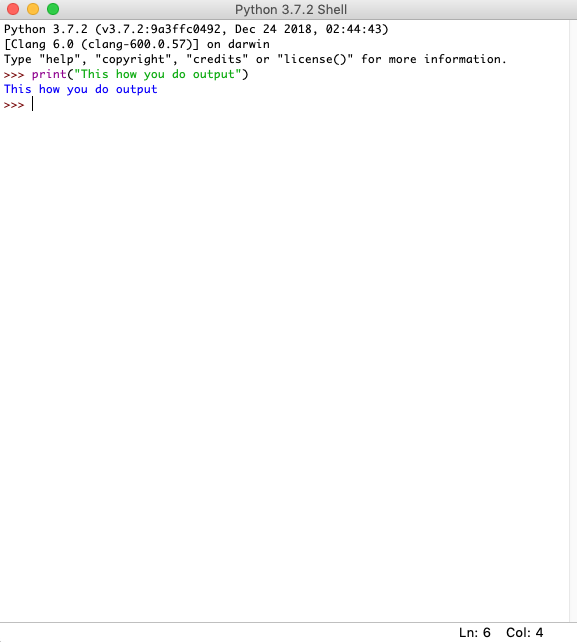 Python 3.7.2 Shell
Python 3.7.2 (v3.7.2:9a3ffc0492, Dec 24 2018, 02:44:43)
[Clang 6.0 (clang-600.0.57)] on darwin
Type "help", "copyright", "credits" or "license()" for more information.
>>> print("This how you do output")
This how you do output
>>>
Ln: 6 Col: 4